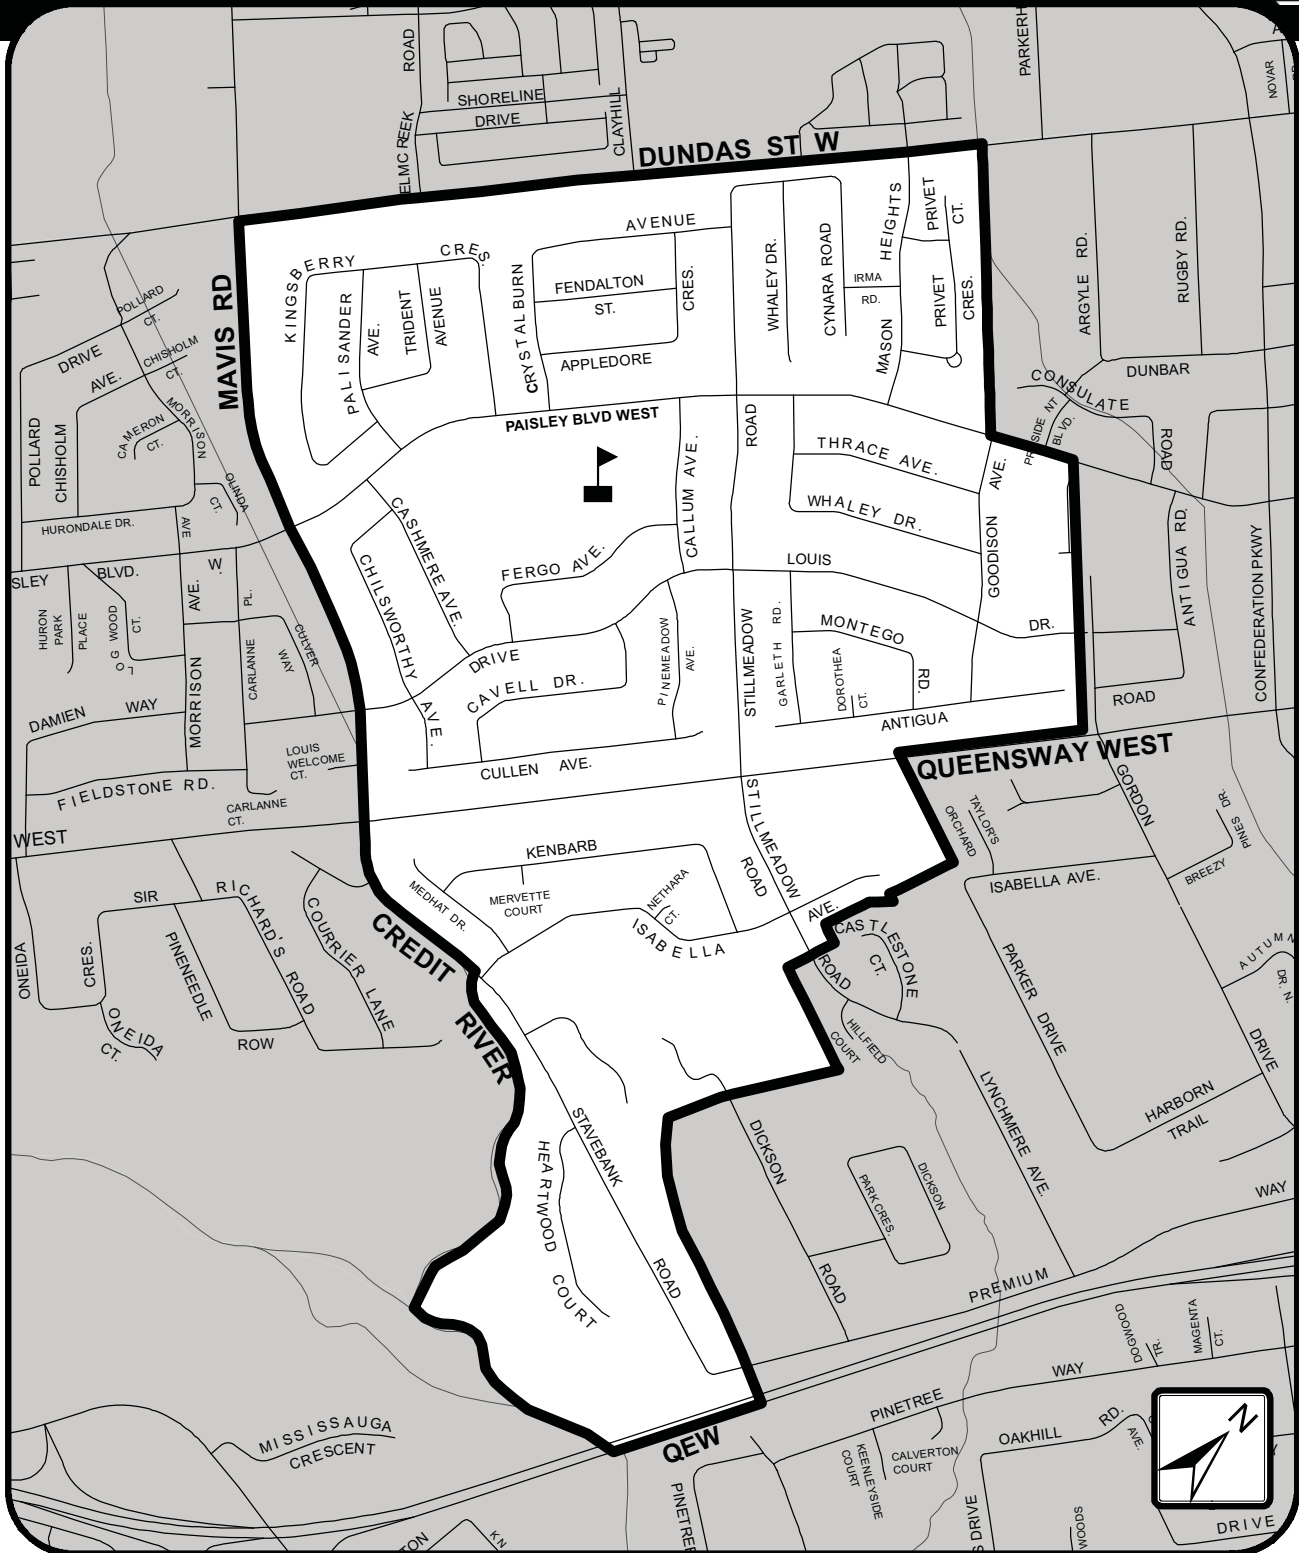 ROAD
ELMCREEK
SHORELINE
DRIVE
CLAYHILL
DUNDAS ST W
NOVAR
MAVIS RD
KINGSBERRY CRES.
AVENUE
CRYSTALBURN
FENDALTON
ST.
CRES.
APPLEDORE
PALISANDER
AVE.
TRIDENT
AVENUE
WHALEY DR.
CYNARA ROAD
IRMA
RD.
MASON HEIGHTS
PRIVET
CT.
PRIVET
CRES.
ARGYLE RD.
RUGBY RD.
DUNBAR
ROAD
CONSULATE
BLVD.
POLLARD
CT.
DRIVE
AVE.
CHISHOLM
CT.
MORRISON
CAMERON
CT.
POLLARD
CHISHOLM
OLINDA
CT.
HURONDALE DR.
AVE
PAISLEY BLVD WEST
ROAD
CALLUM AVE.
THRACE AVE.
WHALEY DR.
AVE.
GOODISON
CASHMERE AVE.
CHILSWORTHY
AVE.
FERGO AVE.
LOUIS
DR.
MONTEGO
RD.
DRIVE
CAVELL DR.
PINEMEADOW
AVE.
STILLMEADOW
GARLETH RD.
DOROTHEA
CT.
ANTIGUA
ROAD
ANTIGUA RD.
CONFEDERATION PKWY
SLEY
BLVD.
W.
HURON
PARK
PLACE
CT.
AVE.
MORRISON
PL.
CARLANNE
CULVER
WAY
DAMIEN WAY
LOUIS
WELCOME
CT.
FIELDSTONE RD.
CARLANNE
CT.
WEST
CULLEN AVE.
QUEENSWAY WEST
STILLMEADOW
ROAD
KENBARB
MEDHAT DR.
MERVETTE
COURT
NETHARA
CT.
ISABELLA
AVE.
TAYLOR'S
ORCHARD
GORDON
DRIVE
PINES DR.
BREEZY
ISABELLA AVE.
SIR
RICHARD'S
ROAD
COURRIER LANE
ONEIDA
CRES.
ONEIDA
CT.
PINENEEDLE
ROW
CREDIT
RIVER
CASTLESTONE
CT.
ROAD
HILLFIELD
COURT
PARKER DRIVE
AUTUMN
DR. N.
LYNCHMERE AVE.
HARBORN
TRAIL
STAVEBANK
ROAD
HEARTWOOD
COURT
DICKSON
ROAD
PARK CRES.
DICKSON
PREMIUM
WAY
DOGWOOD
TR.
MAGENTA
CT.
PINETREE
WAY
QEW
MISSISSAUGA
CRESCENT
KEENLEYSIDE
COURT
CALVERTON
COURT
OAKHILL
RD.
AVE.
N
DRIVE